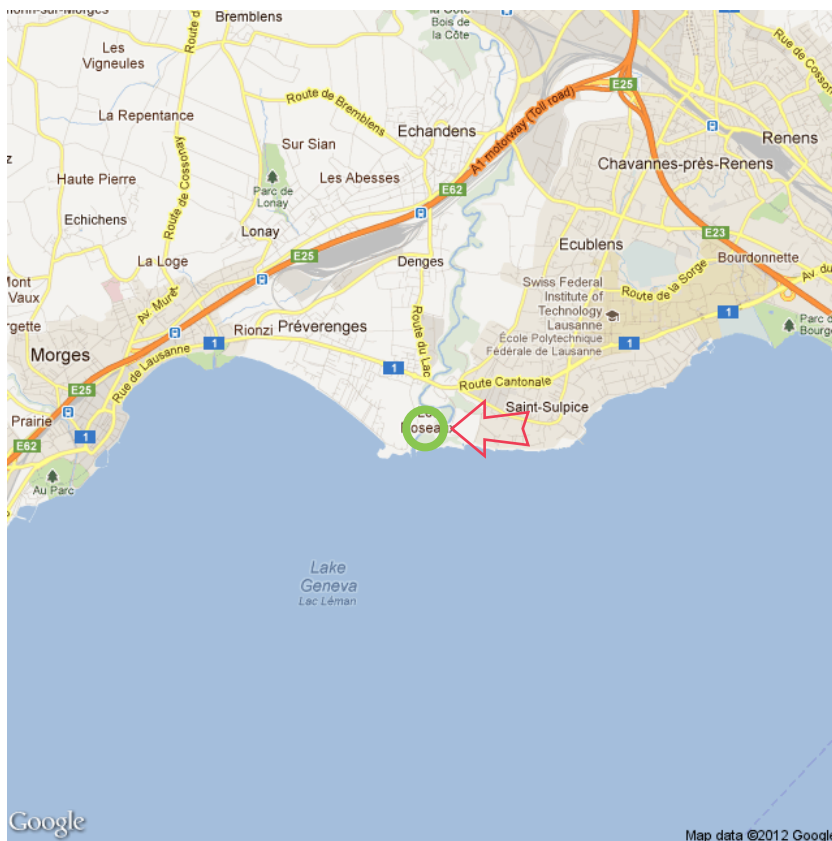 Bremblens
Bois de
la Côte
Les
Vigneules
Route de Bremblens
La Repentance
Echandens
A1 motorway (Toll road)
E25
Rue de Cossonay
Renens
Sur Sian
Chavannes-près-Renens
Route de Cossonay
Haute Pierre
Parc de
Lonay
Les Abesses
E62
Echichens
Lonay
Ecublens
E23
Bourdonnette
La Loge
E25
Denges
Mont
Vaux
Swiss Federal
Institute of
Technology
Lausanne
École Polytechnique
Fédérale de Lausanne
Route de la Sorge
Av. du
Av. Muret
Rionzi
Préverenges
Route du Lac
1
1
Morges
Rue de Lausanne
1
1
Route Cantonale
E25
Saint-Sulpice
Prairie
1
E62
Au Parc
Lake
Geneva
Lac Léman
Google
Map data ©2012 Google